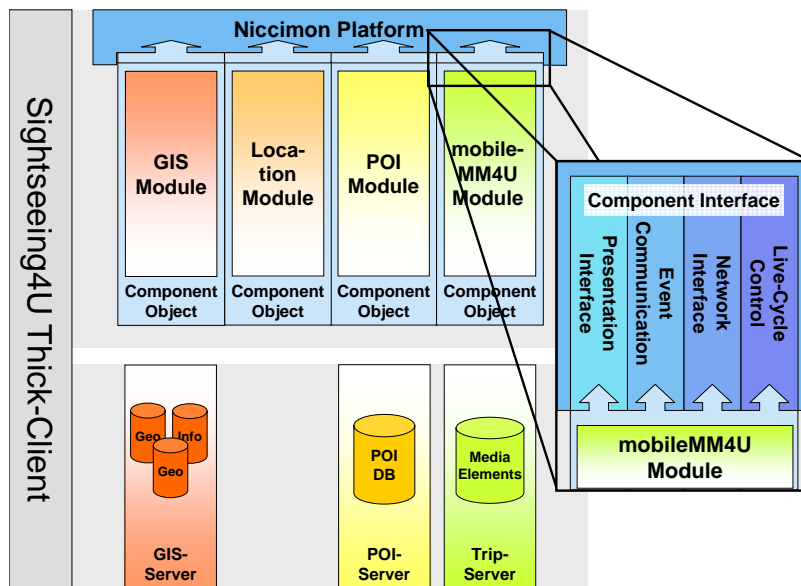 Sightseeing4U Thick-Client
Niccimon Platform
GIS
Module
Loca-
tion
Module
POI
Module
mobile-
MM4U
Module
Component
Object
Component
Object
Component
Object
Component
Object
Component Interface
Presentation
Interface
Event
Communication
Network
Interface
Live-Cycle
Control
mobileMM4U
Module
Geo
Info
Geo
POI
DB
Media
Elements
GIS-
Server
POI-
Server
Trip-
Server